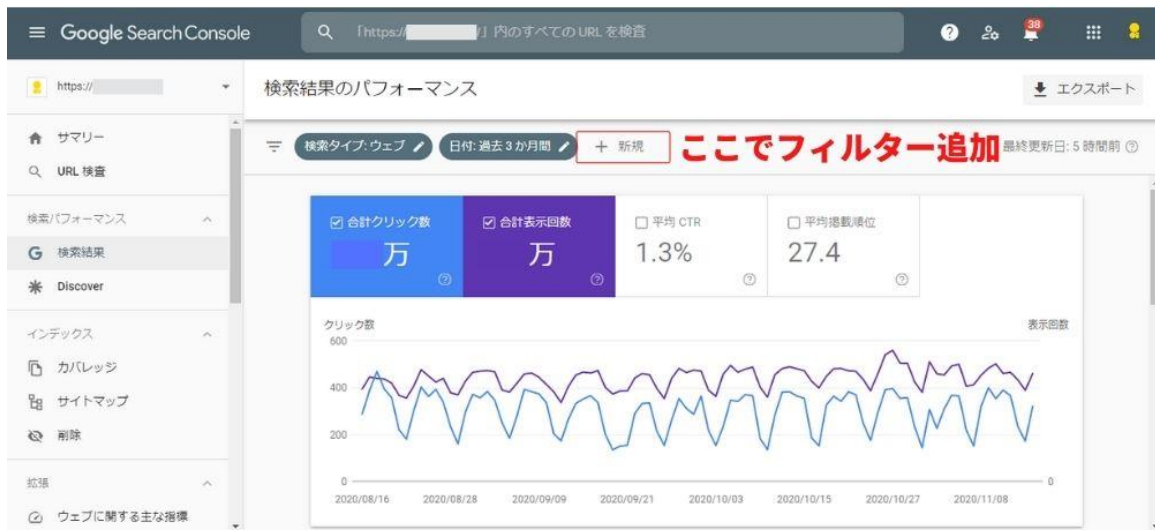 Google Search Console
「https:// /」内のすべての URL を検査
38
https://
検索結果のパフォーマンス
エクスポート
サマリー
URL 検査
検索パフォーマンス
検索結果
Discover
インデックス
カバレッジ
サイトマップ
削除
拡張
ウェブに関する主な指標
検索タイプ: ウェブ
日付: 過去 3 か月間
+ 新規
ここでフィルター追加
最終更新日: 5 時間前
合計クリック数
万
合計表示回数
万
平均 CTR
1.3%
平均掲載順位
27.4
クリック数
表示回数
600
400
200
0
0
2020/08/16
2020/08/28
2020/09/09
2020/09/21
2020/10/03
2020/10/15
2020/10/27
2020/11/08